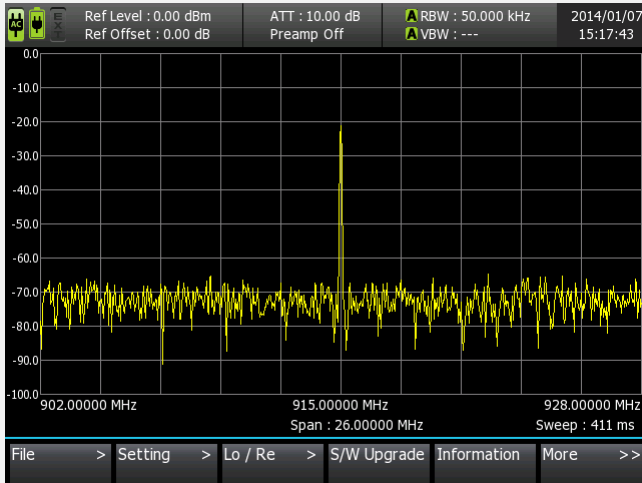 AC EXT Ref Level : 0.00 dBm ATT : 10.00 dB A RBW : 50.000 kHz 2014/01/07
Ref Offset : 0.00 dB Preamp Off A VBW : --- 15:17:43
0.0
-10.0
-20.0
-30.0
-40.0
-50.0
-60.0
-70.0
-80.0
-90.0
-100.0
902.00000 MHz 915.00000 MHz 928.00000 MHz
Span : 26.00000 MHz Sweep : 411 ms
File > Setting > Lo / Re > S/W Upgrade Information More >>